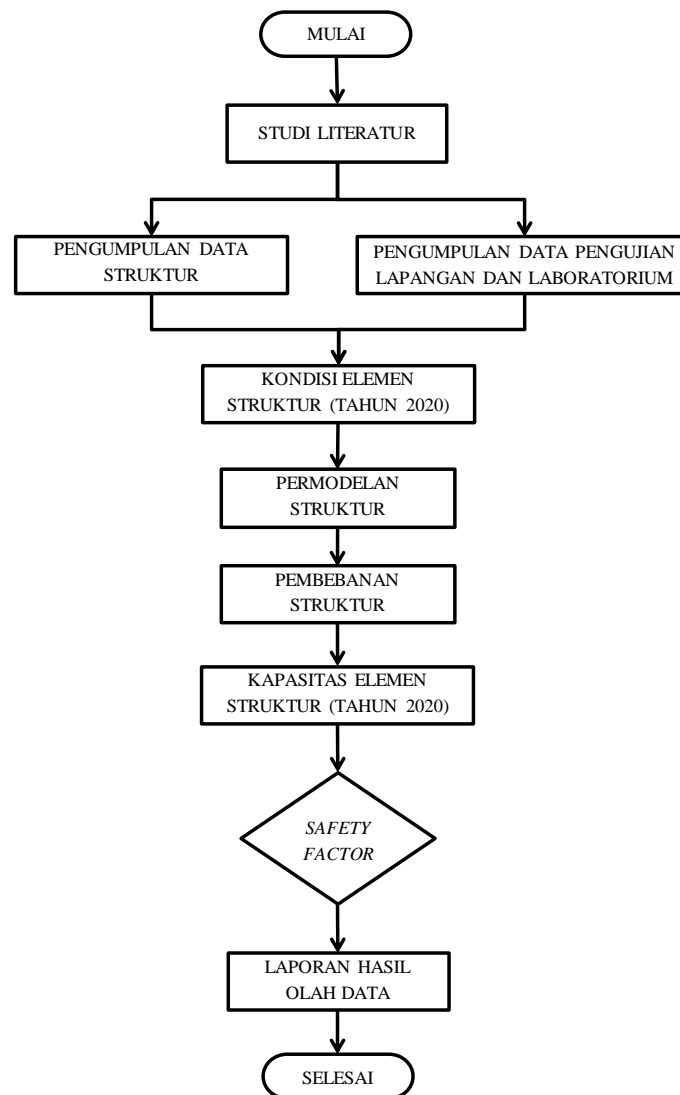 MULAI
STUDI LITERATUR
PENGUMPULAN DATA
STRUKTUR
PENGUMPULAN DATA PENGUJIAN
LAPANGAN DAN LABORATORIUM
KONDISI ELEMEN
STRUKTUR (TAHUN 2020)
PERMODELAN
STRUKTUR
PEMBEBANAN
STRUKTUR
KAPASITAS ELEMEN
STRUKTUR (TAHUN 2020)
SAFETY
FACTOR
LAPORAN HASIL
OLAH DATA
SELESAI